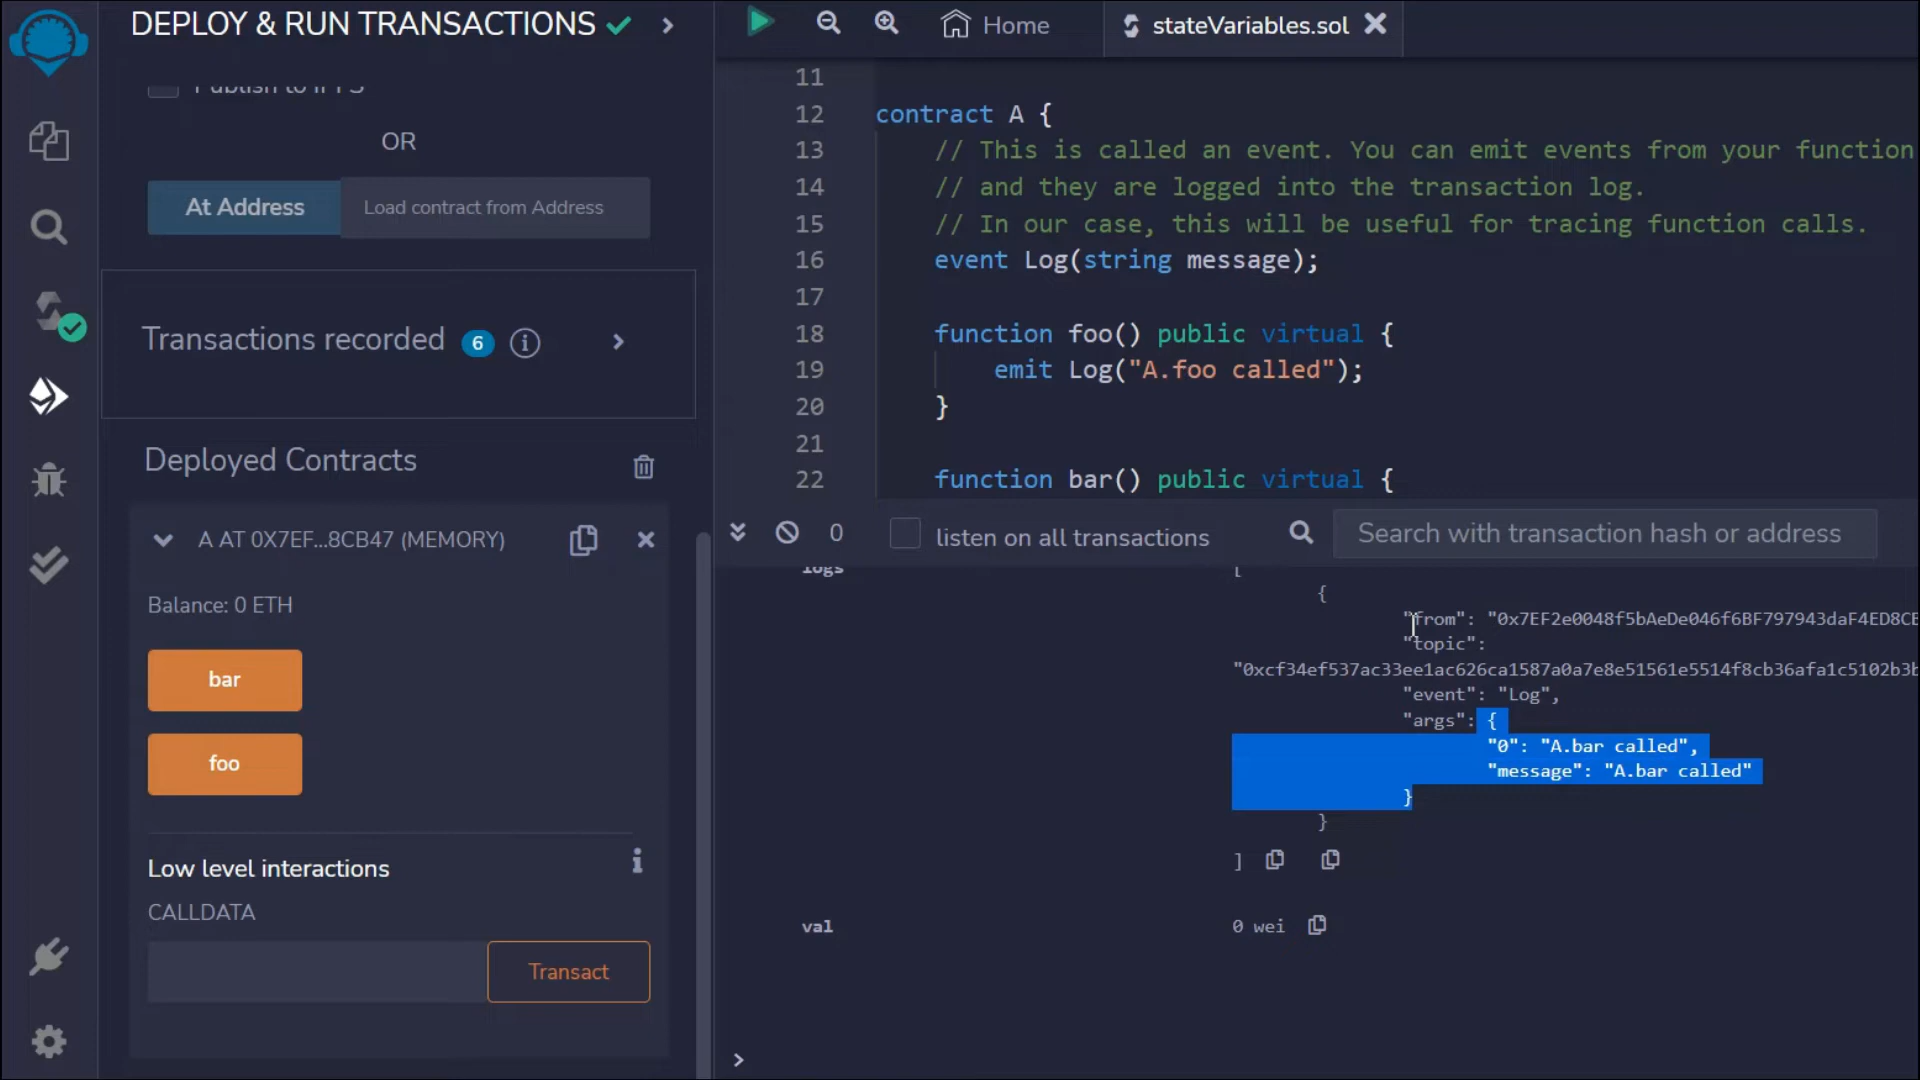 DEPLOY & RUN TRANSACTIONS
Publish to IPFS
OR
At Address
Load contract from Address
Transactions recorded 6
Deployed Contracts
A AT 0X7EF...8CB47 (MEMORY)
Balance: 0 ETH
bar
foo
Low level interactions
CALLDATA
Transact
Home
stateVariables.sol
11
12 contract A {
13 // This is called an event. You can emit events from your function
14 // and they are logged into the transaction log.
15 // In our case, this will be useful for tracing function calls.
16 event Log(string message);
17
18 function foo() public virtual {
19 emit Log("A.foo called");
20 }
21
22 function bar() public virtual {
0
listen on all transactions
Search with transaction hash or address
logs [
{
"from": "0x7EF2e0048f5bAeDe046f6BF797943daF4ED8CB
"topic":
"0xcf34ef537ac33ee1ac626ca1587a0a7e8e51561e5514f8cb36afa1c5102b3b
"event": "Log",
"args": {
"0": "A.bar called",
"message": "A.bar called"
}
}
]
val 0 wei
>